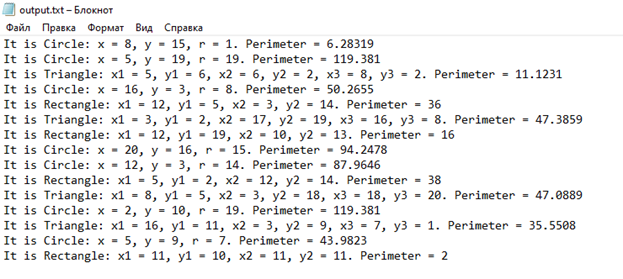 output.txt – Блокнот
Файл Правка Формат Вид Справка
It is Circle: x = 8, y = 15, r = 1. Perimeter = 6.28319
It is Circle: x = 5, y = 19, r = 19. Perimeter = 119.381
It is Triangle: x1 = 5, y1 = 6, x2 = 6, y2 = 2, x3 = 8, y3 = 2. Perimeter = 11.1231
It is Circle: x = 16, y = 3, r = 8. Perimeter = 50.2655
It is Rectangle: x1 = 12, y1 = 5, x2 = 3, y2 = 14. Perimeter = 36
It is Triangle: x1 = 3, y1 = 2, x2 = 17, y2 = 19, x3 = 16, y3 = 8. Perimeter = 47.3859
It is Rectangle: x1 = 12, y1 = 19, x2 = 10, y2 = 13. Perimeter = 16
It is Circle: x = 20, y = 16, r = 15. Perimeter = 94.2478
It is Circle: x = 12, y = 3, r = 14. Perimeter = 87.9646
It is Rectangle: x1 = 5, y1 = 2, x2 = 12, y2 = 14. Perimeter = 38
It is Triangle: x1 = 8, y1 = 5, x2 = 3, y2 = 18, x3 = 18, y3 = 20. Perimeter = 47.0889
It is Circle: x = 2, y = 10, r = 19. Perimeter = 119.381
It is Triangle: x1 = 16, y1 = 11, x2 = 3, y2 = 9, x3 = 7, y3 = 1. Perimeter = 35.5508
It is Circle: x = 5, y = 9, r = 7. Perimeter = 43.9823
It is Rectangle: x1 = 11, y1 = 10, x2 = 11, y2 = 11. Perimeter = 2